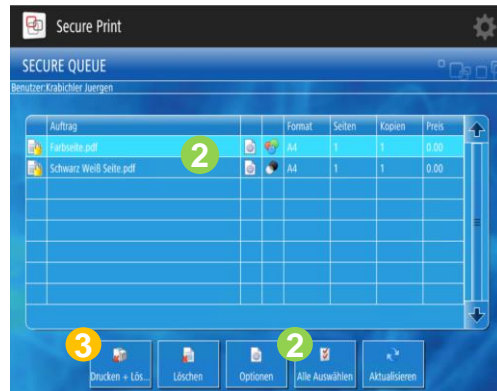 Secure Print
SECURE QUEUE
Benutzer:Krabichler Juergen
Auftrag Format Seiten Kopien Preis
Farbseite.pdf 2 A4 1 1 0.00
Schwarz Weiß Seite.pdf A4 1 1 0.00
3 2
Drucken + Lös... Löschen Optionen Alle Auswählen Aktualisieren